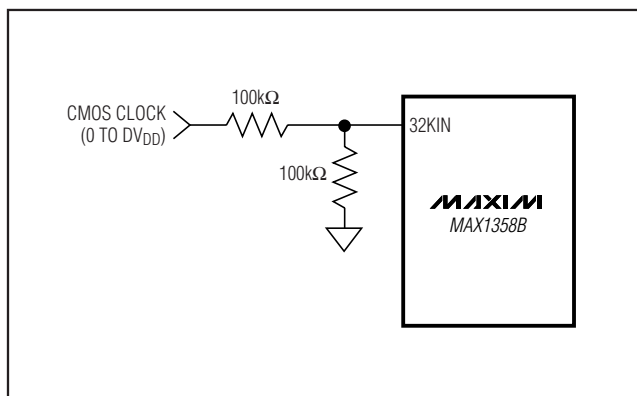 CMOS CLOCK
(0 TO DVDD)
100kΩ
100kΩ
32KIN
MAXIM
MAX1358B